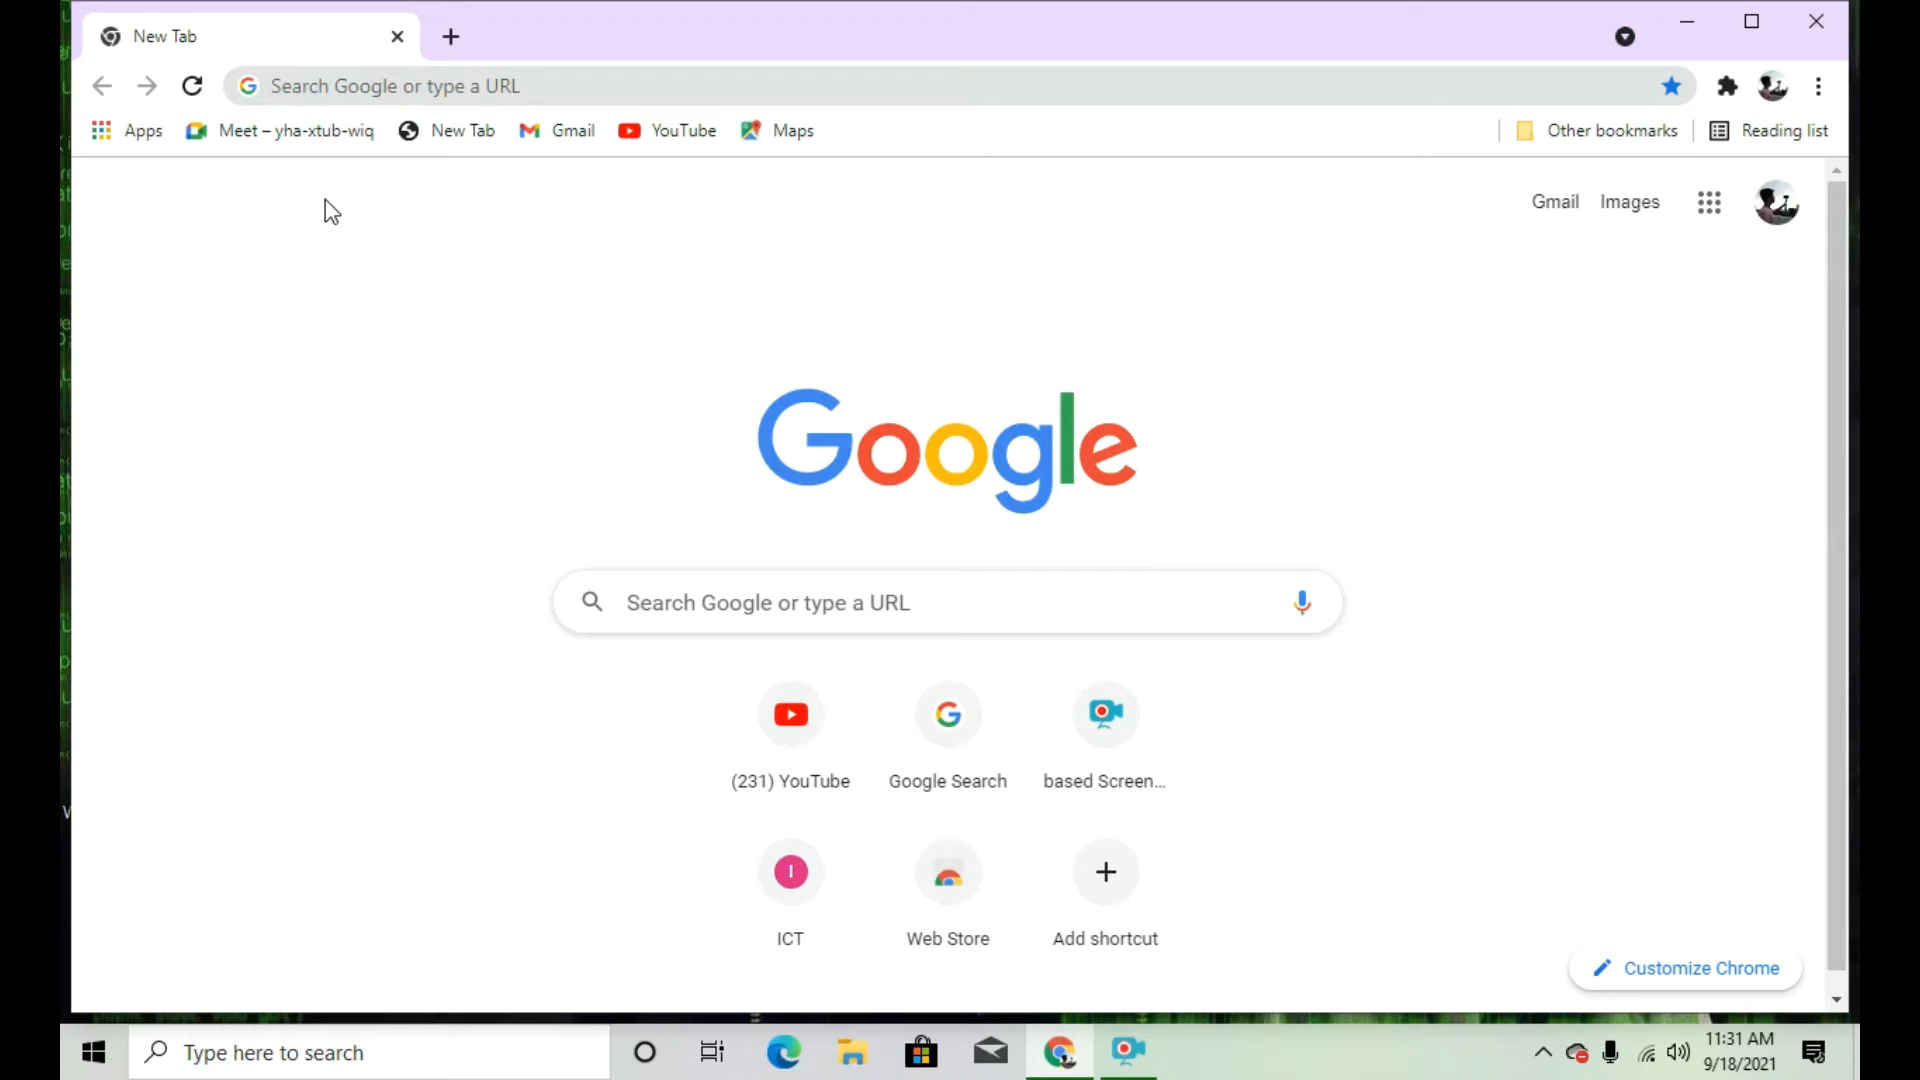 New Tab
Search Google or type a URL
Apps
Meet – yha-xtub-wiq
New Tab
Gmail
YouTube
Maps
Other bookmarks
Reading list
Gmail
Images
Google
Search Google or type a URL
(231) YouTube
Google Search
based Screen...
I
ICT
Web Store
Add shortcut
Customize Chrome
Type here to search
11:31 AM
9/18/2021